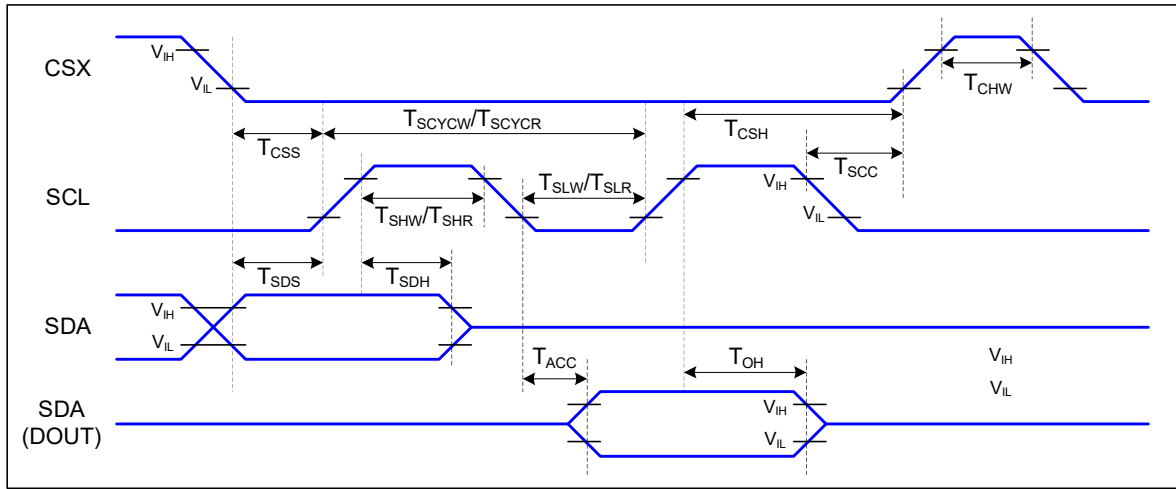 CSX
V_IH
V_IL
T_CHW
T_SCYCW/T_SCYCR
T_CSS
T_CSH
T_SCC
SCL
T_SHW/T_SHR
T_SLW/T_SLR
V_IH
V_IL
T_SDS
T_SDH
SDA
V_IH
V_IL
T_ACC
T_OH
V_IH
V_IL
SDA
(DOUT)
V_IH
V_IL